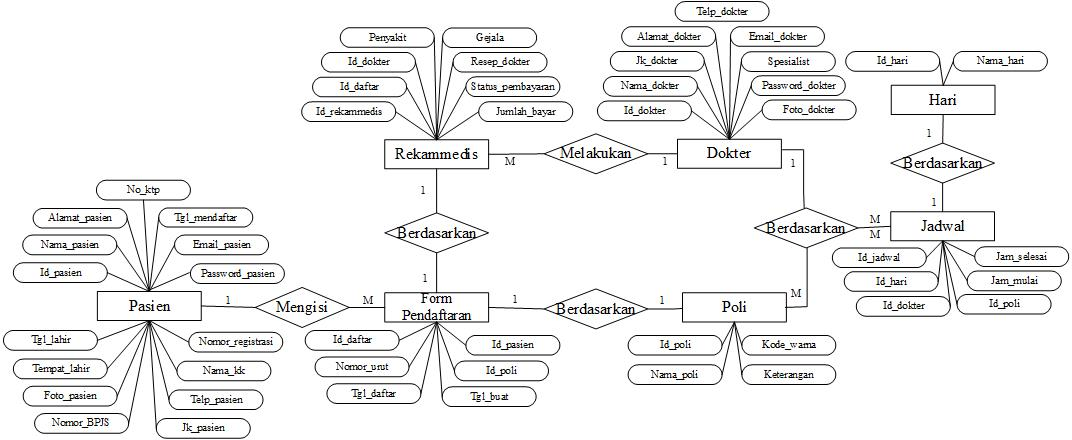 Telp_dokter
Penyakit
Gejala
Alamat_dokter
Email_dokter
Id_dokter
Resep_dokter
Jk_dokter
Spesialist
Id_hari
Nama_hari
Id_daftar
Status_pembayaran
Nama_dokter
Password_dokter
Id_rekammedis
Jumlah_bayar
Id_dokter
Foto_dokter
Hari
1
Rekammedis
M
Melakukan
1
Dokter
1
Berdasarkan
1
No_ktp
1
Alamat_pasien
Tgl_mendaftar
Berdasarkan
Berdasarkan
M
M
Jadwal
Nama_pasien
Email_pasien
Id_jadwal
Jam_selesai
Id_pasien
Password_pasien
Id_hari
Jam_mulai
1
M
Id_dokter
Id_poli
Pasien
1
Mengisi
M
Form
Pendaftaran
1
Berdasarkan
1
Poli
Tgl_lahir
Nomor_registrasi
Id_daftar
Id_pasien
Id_poli
Kode_warna
Tempat_lahir
Nama_kk
Nomor_urut
Id_poli
Nama_poli
Keterangan
Foto_pasien
Telp_pasien
Tgl_daftar
Tgl_buat
Nomor_BPJS
Jk_pasien